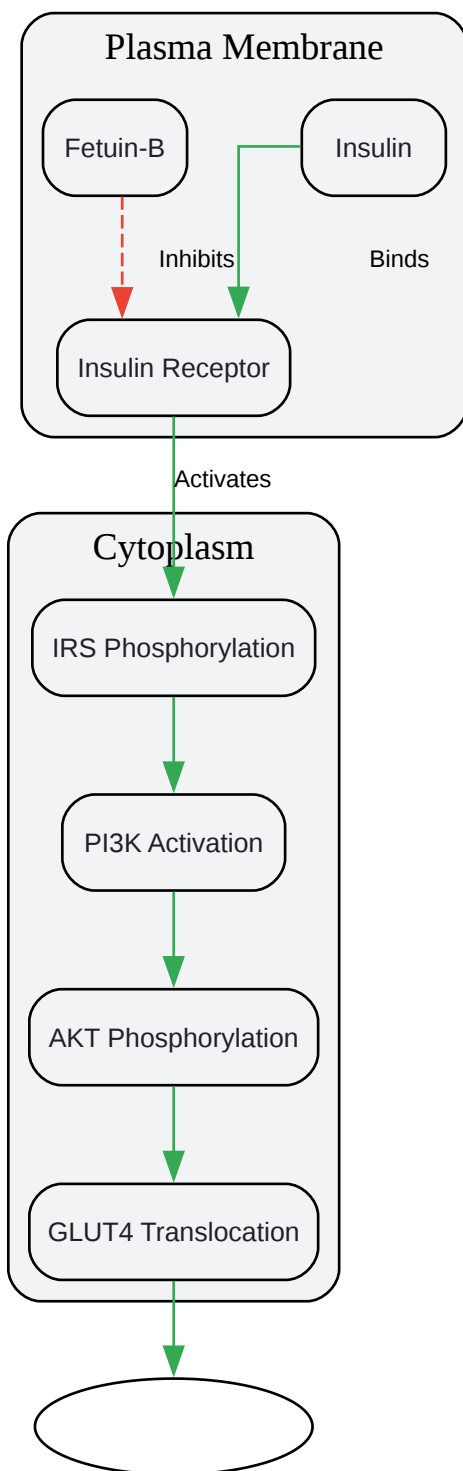 Plasma Membrane
Fetuin-B
Insulin
Inhibits
Binds
Insulin Receptor
Activates
Cytoplasm
IRS Phosphorylation
PI3K Activation
AKT Phosphorylation
GLUT4 Translocation